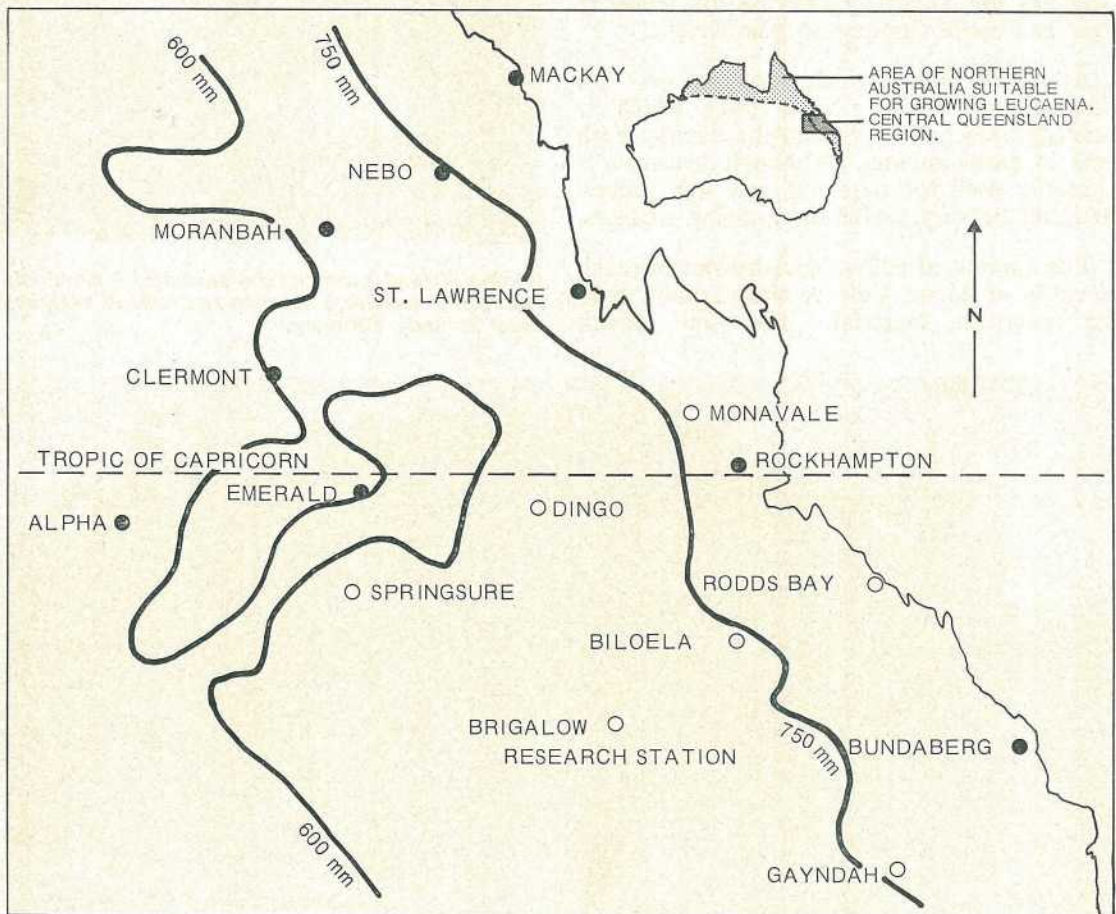 600 mm
750 mm
MACKAY
AREA OF NORTHERN
AUSTRALIA SUITABLE
FOR GROWING LEUCAENA.
CENTRAL QUEENSLAND
REGION.
NEBO
MORANBAH
N
ST. LAWRENCE
CLERMONT
MONAVALE
TROPIC OF CAPRICORN
ROCKHAMPTON
EMERALD
DINGO
ALPHA
SPRINGSURE
RODDS BAY
BILOELA
BRIGALOW
RESEARCH STATION
750 mm
BUNDABERG
600 mm
GAYNDAH